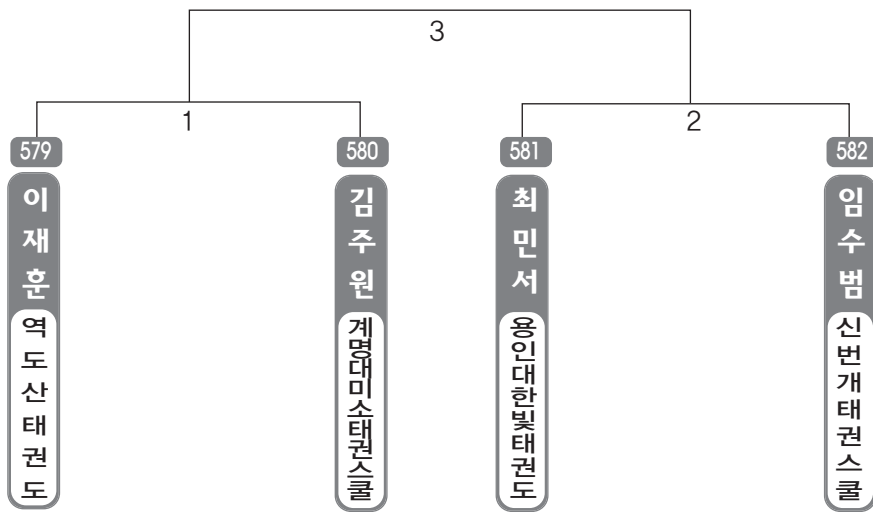 3
1
2
579
580
581
582
이재훈
김주원
최민서
임수범
역도산태권도
계명대미소태권스쿨
용인대한빛태권도
신번개태권스쿨